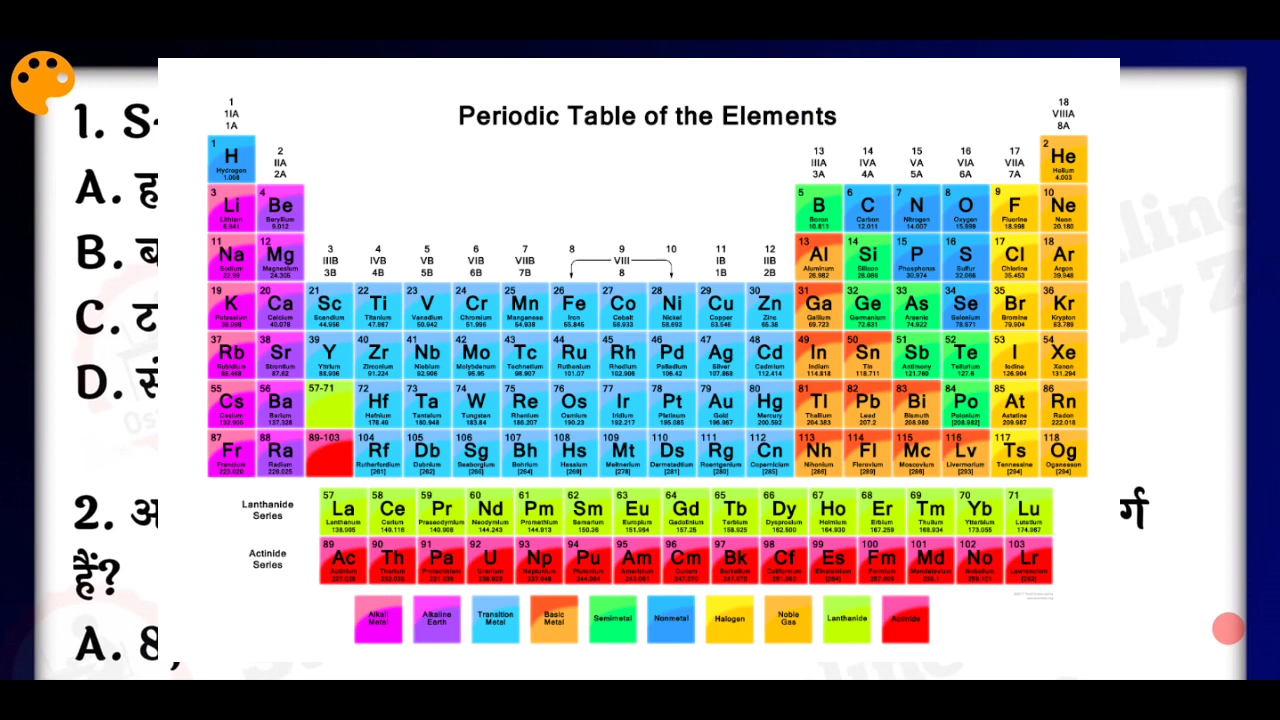 1. S-
A. ह
B. ब
C. ट
D. सं
2. अ
र्ग
हैं?
A. 8,
Periodic Table of the Elements
1 18
1IA VIIIA
1A 8A
2 13 14 15 16 17
IIA IIIA IVA VA VIA VIIA
2A 3A 4A 5A 6A 7A
3 4 5 6 7 8 9 10 11 12
IIIB IVB VB VIB VIIB VIII IB IIB
3B 4B 5B 6B 7B 8 1B 2B
1 2
H He
Hydrogen Helium
1.008 4.003
3 4 5 6 7 8 9 10
Li Be B C N O F Ne
Lithium Beryllium Boron Carbon Nitrogen Oxygen Fluorine Neon
6.941 9.012 10.811 12.011 14.007 15.999 18.998 20.180
11 12 13 14 15 16 17 18
Na Mg Al Si P S Cl Ar
Sodium Magnesium Aluminum Silicon Phosphorus Sulfur Chlorine Argon
22.99 24.305 26.982 28.086 30.974 32.066 35.453 39.948
19 20 21 22 23 24 25 26 27 28 29 30 31 32 33 34 35 36
K Ca Sc Ti V Cr Mn Fe Co Ni Cu Zn Ga Ge As Se Br Kr
Potassium Calcium Scandium Titanium Vanadium Chromium Manganese Iron Cobalt Nickel Copper Zinc Gallium Germanium Arsenic Selenium Bromine Krypton
39.098 40.078 44.956 47.867 50.942 51.996 54.938 55.845 58.933 58.693 63.546 65.38 69.723 72.631 74.922 78.971 79.904
37 38 39 40 41 42 43 44 45 46 47 48 49 50 51 52 53 54
Rb Sr Y Zr Nb Mo Tc Ru Rh Pd Ag Cd In Sn Sb Te I Xe
Rubidium Strontium Yttrium Zirconium Niobium Molybdenum Technetium Ruthenium Rhodium Palladium Silver Cadmium Indium Tin Antimony Tellurium Iodine Xenon
87.62 88.906 91.224 92.906 95.95 98.907 101.07 102.906 106.42 107.868 112.414 114.818 118.711 121.760 127.6 126.904 131.294
55 56 57-71 72 73 74 75 76 77 78 79 80 81 82 83 84 85 86
Cs Ba Hf Ta W Re Os Ir Pt Au Hg Tl Pb Bi Po At Rn
Cesium Barium Hafnium Tantalum Tungsten Rhenium Osmium Iridium Platinum Gold Mercury Thallium Lead Bismuth Polonium Astatine Radon
132.905 137.328 178.49 180.948 183.84 186.207 190.23 192.217 195.085 196.967 200.592 204.383 207.2 208.980 [208.982] 209.987 222.018
87 88 89-103 104 105 106 107 108 109 110 111 112 113 114 115 116 117 118
Fr Ra Rf Db Sg Bh Hs Mt Ds Rg Cn Nh Fl Mc Lv Ts Og
Francium Radium Rutherfordium Dubnium Seaborgium Bohrium Hassium Meitnerium Darmstadtium Roentgenium Copernicium Nihonium Flerovium Moscovium Livermorium Tennessine Oganesson
223.020 226.025 [261] [262] [266] [264] [269] [278] [281] [280] [285] [286] [289] [293] [294] [294]
Lanthanide
Series
57 58 59 60 61 62 63 64 65 66 67 68 69 70 71
La Ce Pr Nd Pm Sm Eu Gd Tb Dy Ho Er Tm Yb Lu
Lanthanum Cerium Praseodymium Neodymium Promethium Samarium Europium Gadolinium Terbium Dysprosium Holmium Erbium Thulium Ytterbium Lutetium
138.905 140.116 140.908 144.243 144.913 150.36 151.964 157.25 158.925 162.500 164.930 167.259 168.934 173.055 174.967
Actinide
Series
89 90 91 92 93 94 95 96 97 98 99 100 101 102 103
Ac Th Pa U Np Pu Am Cm Bk Cf Es Fm Md No Lr
Actinium Thorium Protactinium Uranium Neptunium Plutonium Americium Curium Berkelium Californium Einsteinium Fermium Mendelevium Nobelium Lawrencium
Alkali Metal
Alkaline Earth
Transition Metal
Basic Metal
Semimetal
Nonmetal
Halogen
Noble Gas
Lanthanide
Actinide